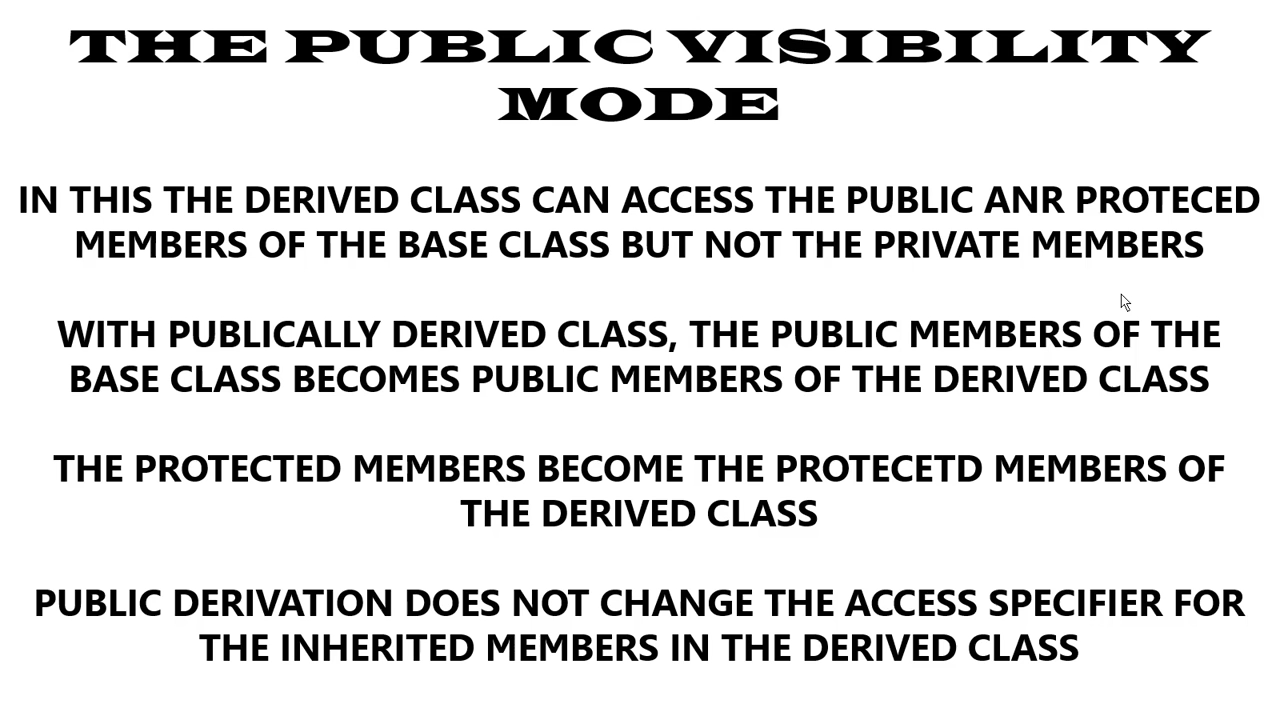 THE PUBLIC VISIBILITY
MODE
IN THIS THE DERIVED CLASS CAN ACCESS THE PUBLIC ANR PROTECED
MEMBERS OF THE BASE CLASS BUT NOT THE PRIVATE MEMBERS
WITH PUBLICALLY DERIVED CLASS, THE PUBLIC MEMBERS OF THE
BASE CLASS BECOMES PUBLIC MEMBERS OF THE DERIVED CLASS
THE PROTECTED MEMBERS BECOME THE PROTECETD MEMBERS OF
THE DERIVED CLASS
PUBLIC DERIVATION DOES NOT CHANGE THE ACCESS SPECIFIER FOR
THE INHERITED MEMBERS IN THE DERIVED CLASS